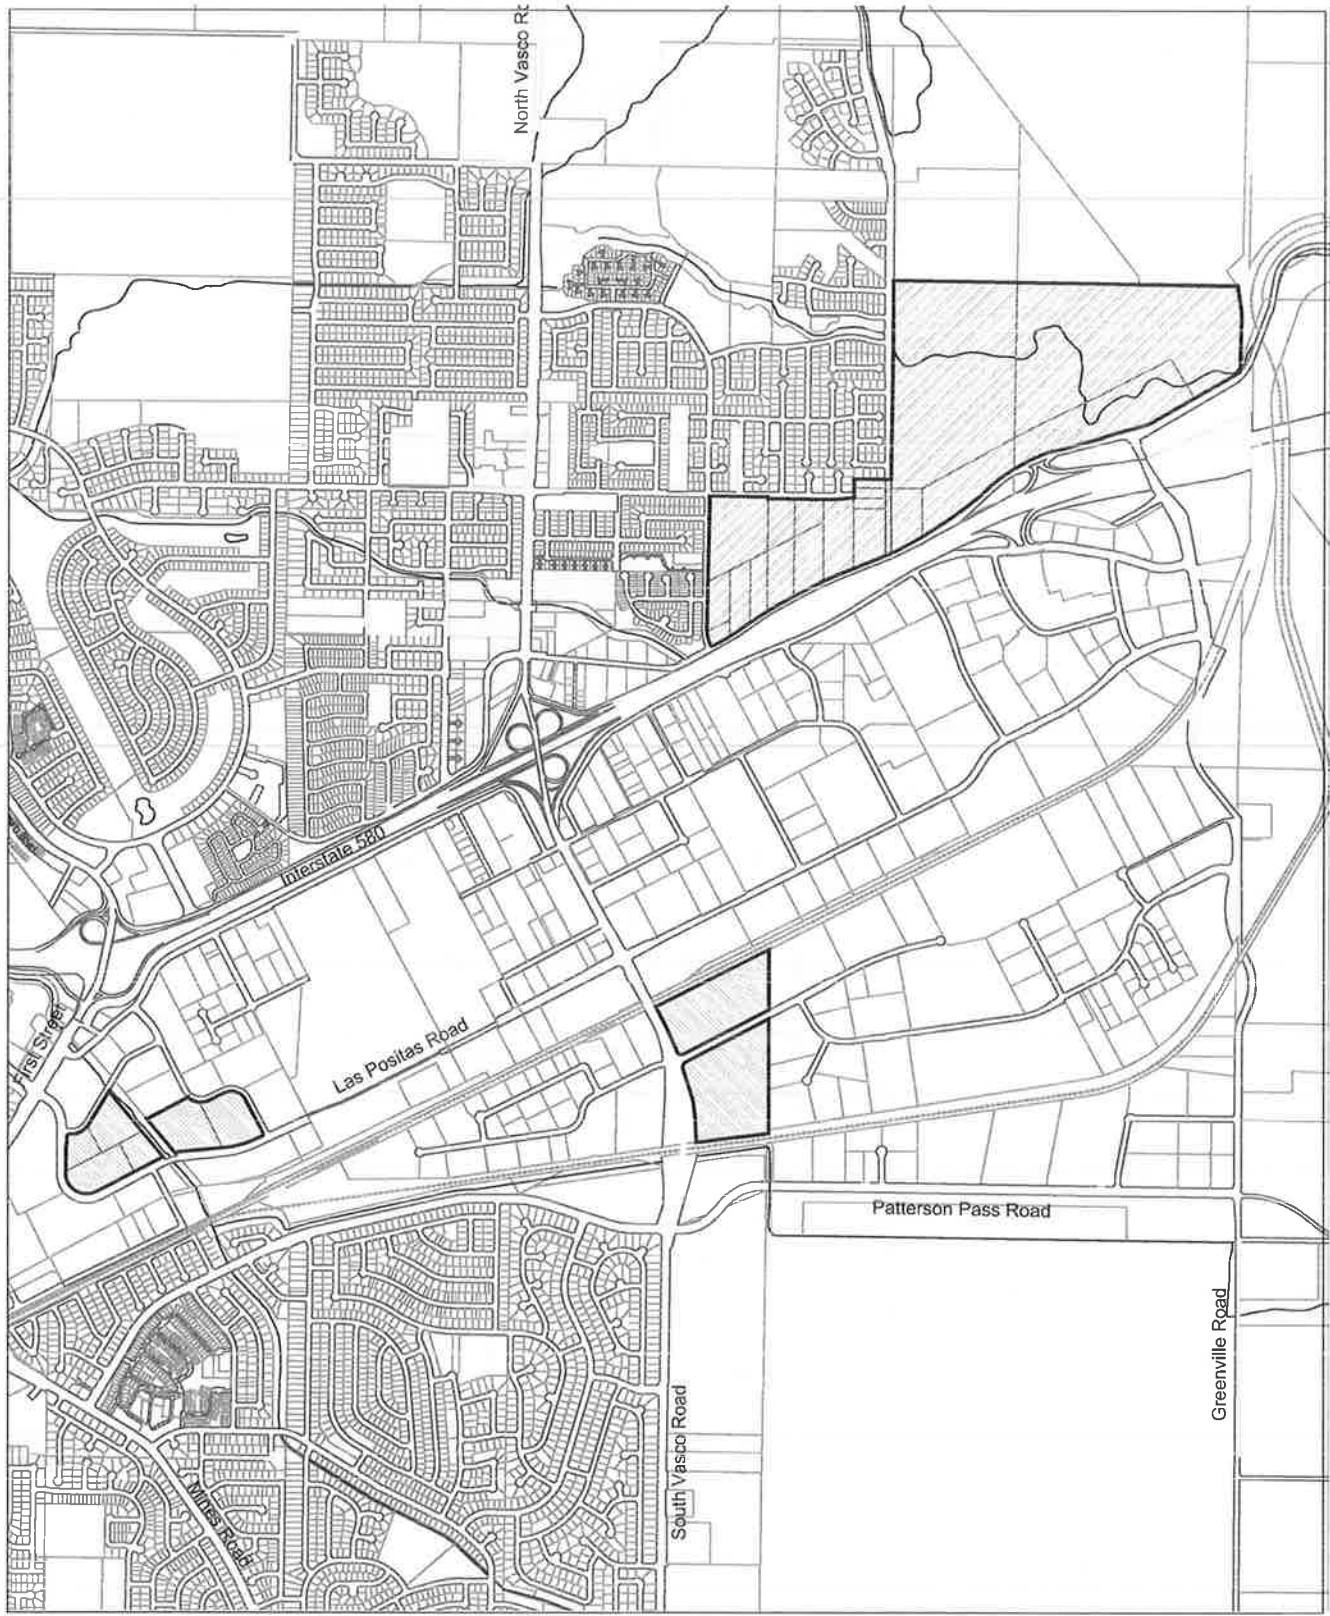 North Vasco Rc
Interstate 580
First Street
Las Positas Road
Patterson Pass Road
Greenville Road
South Vasco Road
Mines Road